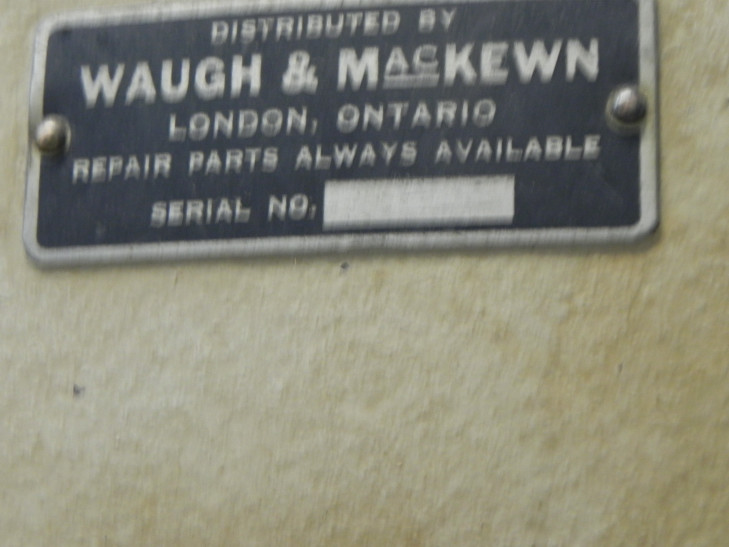 DISTRIBUTED BY
WAUGH & MACKEWN
LONDON, ONTARIO
REPAIR PARTS ALWAYS AVAILABLE
SERIAL NO.